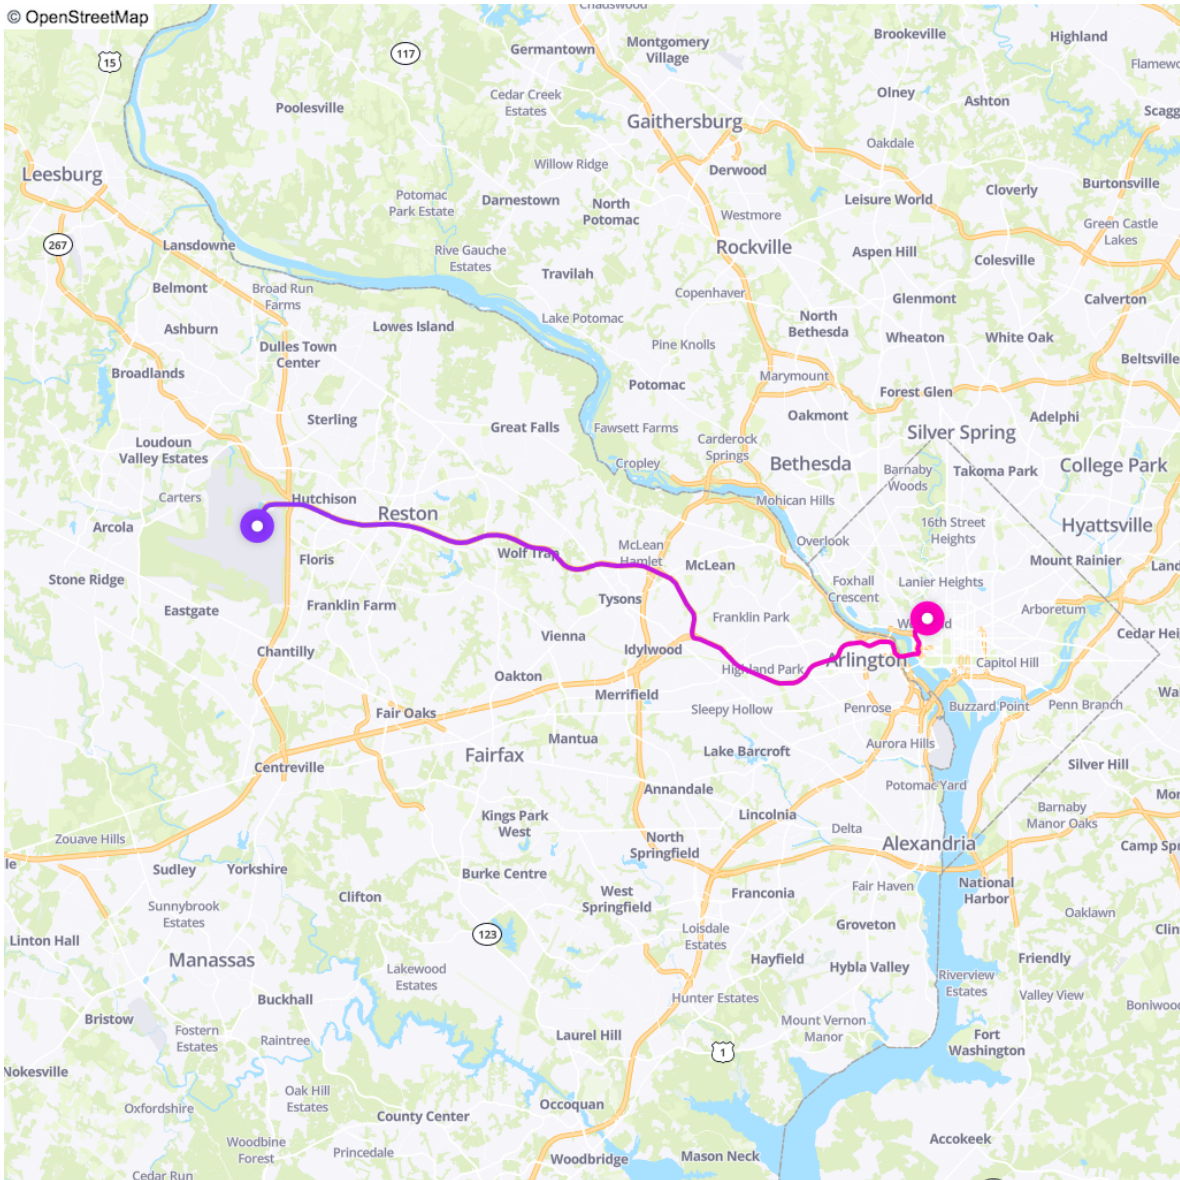 © OpenStreetMap
Chadswood
Brookeville
Highland
117
Germantown
Montgomery
Village
15
Flamewo
Cedar Creek
Estates
Olney
Ashton
Poolesville
Scagg
Gaithersburg
Oakdale
Willow Ridge
Derwood
Leesburg
Burtonsville
Cloverly
Potomac
Park Estate
Darnestown
North
Potomac
Leisure World
Westmore
Green Castle
Lakes
267
Lansdowne
Rockville
Rive Gauche
Estates
Aspen Hill
Colesville
Travilah
Belmont
Broad Run
Farms
Copenhaver
Glenmont
Calverton
Lake Potomac
North
Bethesda
Ashburn
Lowes Island
Wheaton
White Oak
Dulles Town
Center
Pine Knolls
Beltsville
Broadlands
Marymount
Potomac
Forest Glen
Sterling
Oakmont
Adelphi
Great Falls
Fawsett Farms
Silver Spring
Loudoun
Valley Estates
Carderock
Springs
Cropley
Bethesda
Barnaby
Woods
Takoma Park
College Park
Carters
Hutchison
Mohican Hills
Reston
Arcola
16th Street
Heights
Hyattsville
Overlook
Wolf Trap
McLean
Hamlet
McLean
Floris
Mount Rainier
Land
Stone Ridge
Foxhall
Crescent
Lanier Heights
Tysons
Eastgate
Franklin Farm
Franklin Park
Arboretum
Vienna
Cedar Hei
Chantilly
Idylwood
Arlington
Capitol Hill
Highland Park
Oakton
Merrifield
Wa
Fair Oaks
Sleepy Hollow
Penrose
Buzzard Point
Penn Branch
Mantua
Aurora Hills
Fairfax
Lake Barcroft
Centreville
Silver Hill
Annandale
Potomac Yard
Mor
Kings Park
West
Lincolnia
Barnaby
Manor Oaks
Zouave Hills
Delta
North
Springfield
Alexandria
Camp Spr
le
Sudley
Yorkshire
Burke Centre
Fair Haven
National
Harbor
Clifton
West
Springfield
Franconia
Sunnybrook
Estates
Oaklawn
123
Groveton
Linton Hall
Loisdale
Estates
Clin
Manassas
Hayfield
Hybla Valley
Friendly
Lakewood
Estates
Riverview
Estates
Buckhall
Hunter Estates
Valley View
Boniwoo
Bristow
Mount Vernon
Manor
Fostern
Estates
Raintree
Laurel Hill
Fort
Washington
1
Nokesville
Oak Hill
Estates
Oxfordshire
County Center
Occoquan
Woodbine
Forest
Princedale
Accokeek
Woodbridge
Mason Neck
Cedar Run